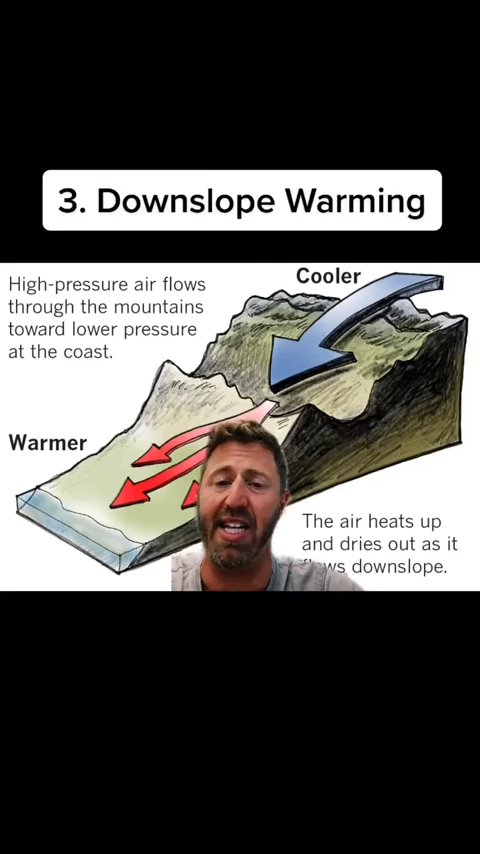 3. Downslope Warming
High-pressure air flows
through the mountains
toward lower pressure
at the coast.
Cooler
Warmer
The air heats up
and dries out as it
downslope.